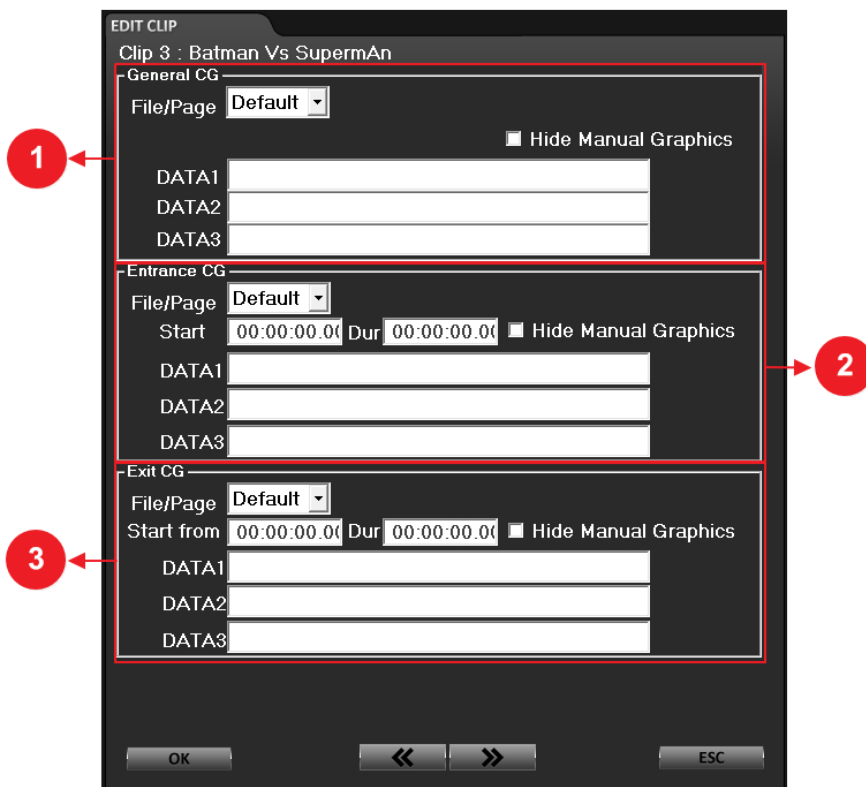 EDIT CLIP
Clip 3 : Batman Vs SupermAn
General CG
File/Page Default
Hide Manual Graphics
1
DATA1
DATA2
DATA3
Entrance CG
File/Page Default
Start 00:00:00.0( Dur 00:00:00.0( Hide Manual Graphics
2
DATA1
DATA2
DATA3
Exit CG
File/Page Default
Start from 00:00:00.0( Dur 00:00:00.0( Hide Manual Graphics
3
DATA1
DATA2
DATA3
OK << >> ESC